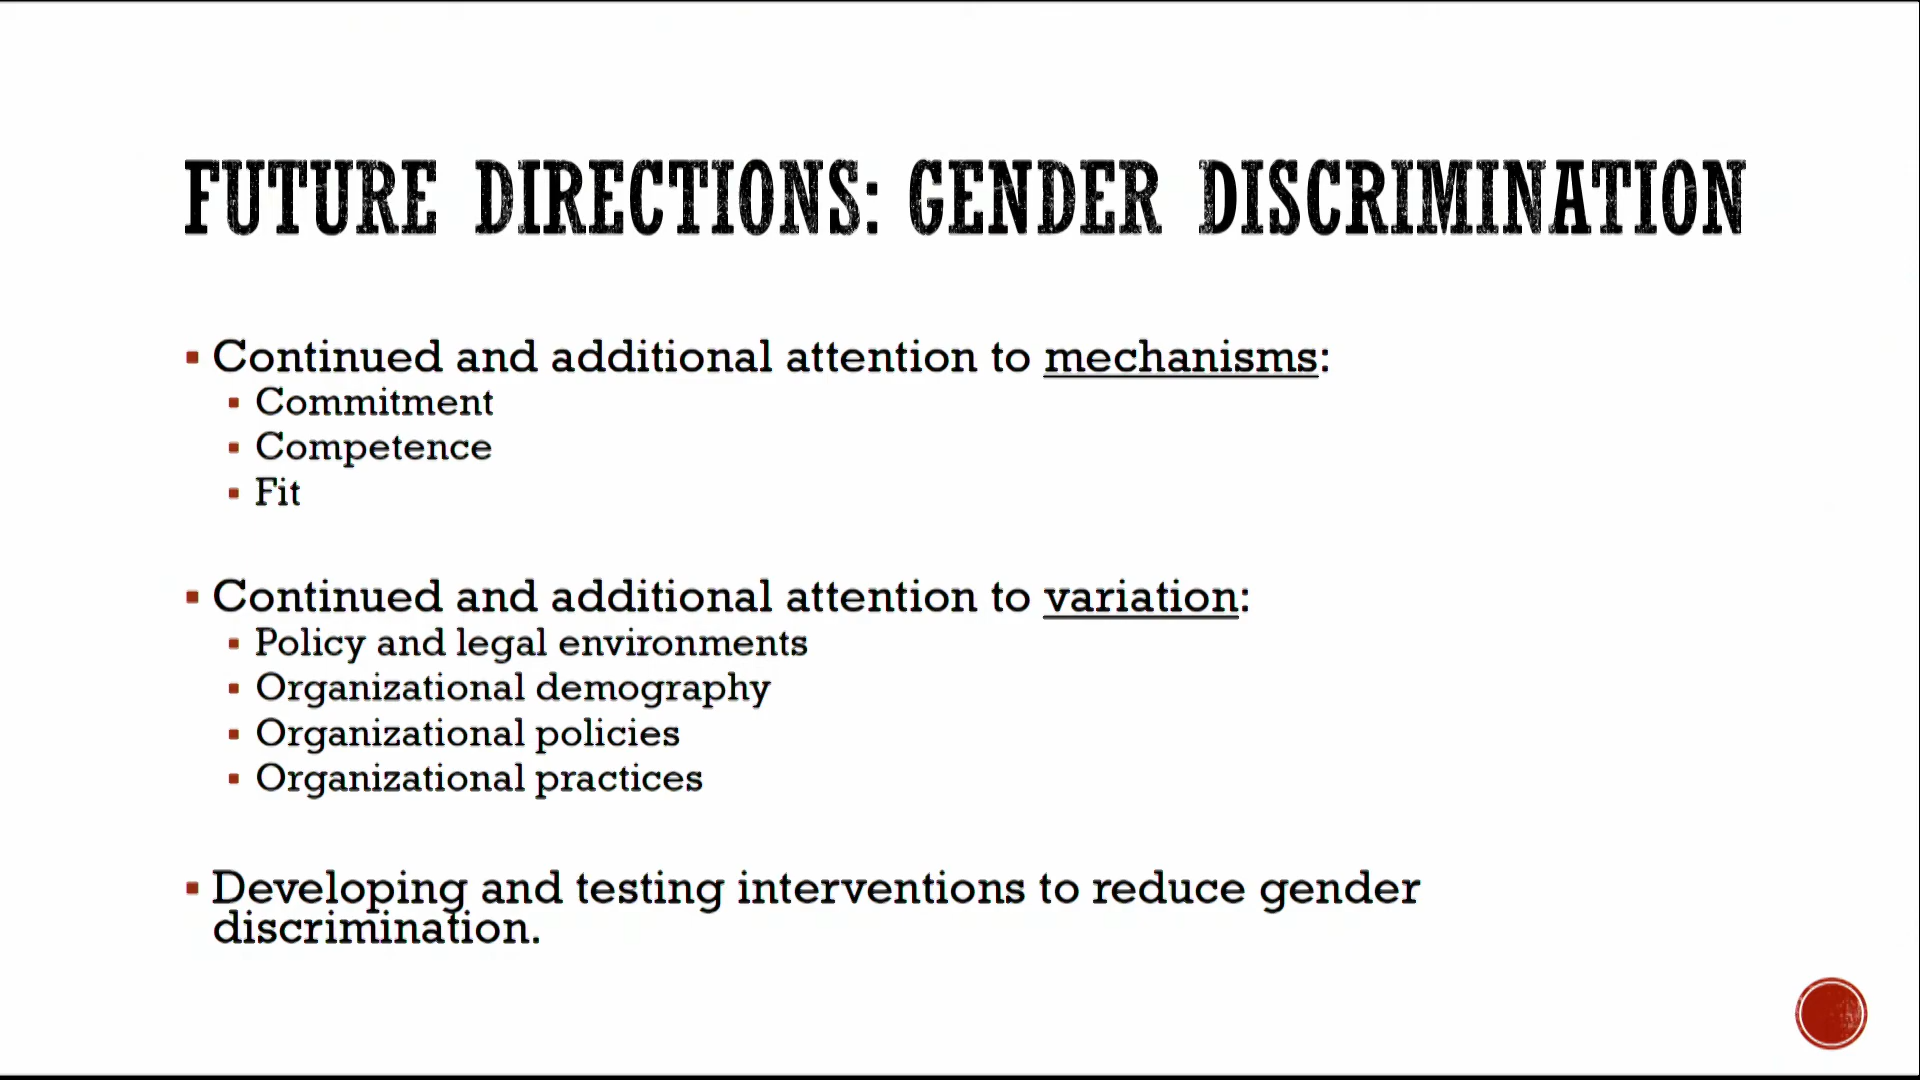 FUTURE DIRECTIONS: GENDER DISCRIMINATION
▪ Continued and additional attention to mechanisms:
▪ Commitment
▪ Competence
▪ Fit
▪ Continued and additional attention to variation:
▪ Policy and legal environments
▪ Organizational demography
▪ Organizational policies
▪ Organizational practices
▪ Developing and testing interventions to reduce gender
discrimination.